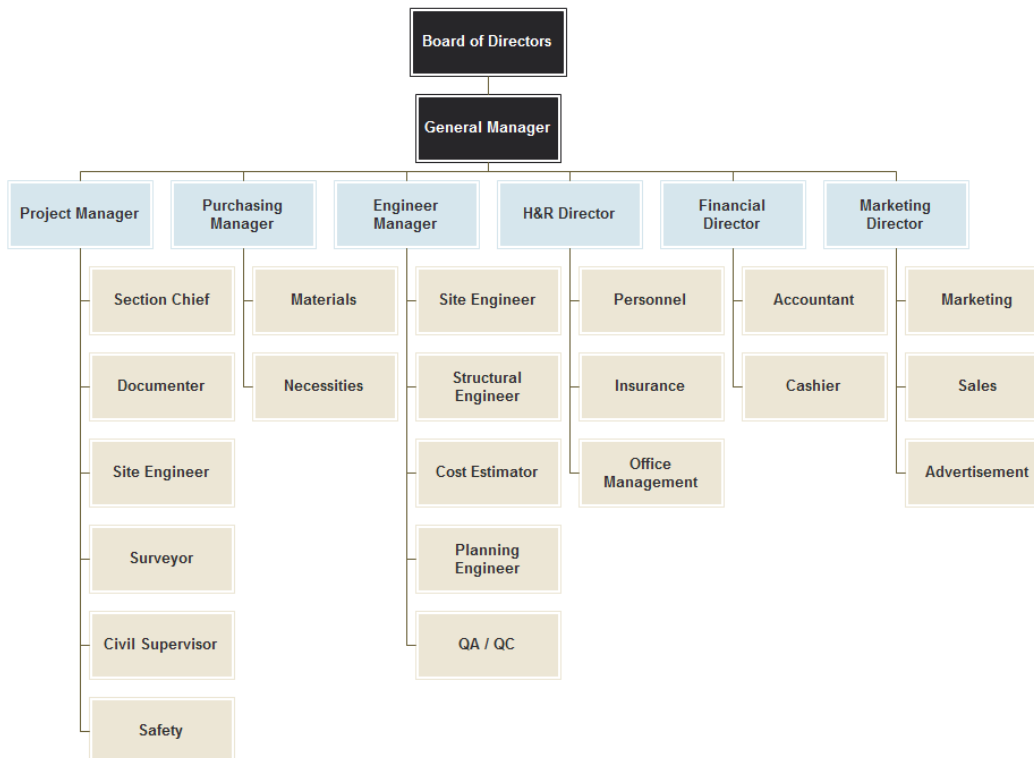 Board of Directors
General Manager
Project Manager
Purchasing
Manager
Engineer
Manager
H&R Director
Financial
Director
Marketing
Director
Section Chief
Materials
Site Engineer
Personnel
Accountant
Marketing
Documenter
Necessities
Structural
Engineer
Insurance
Cashier
Sales
Site Engineer
Cost Estimator
Office
Management
Advertisement
Surveyor
Planning
Engineer
Civil Supervisor
QA / QC
Safety